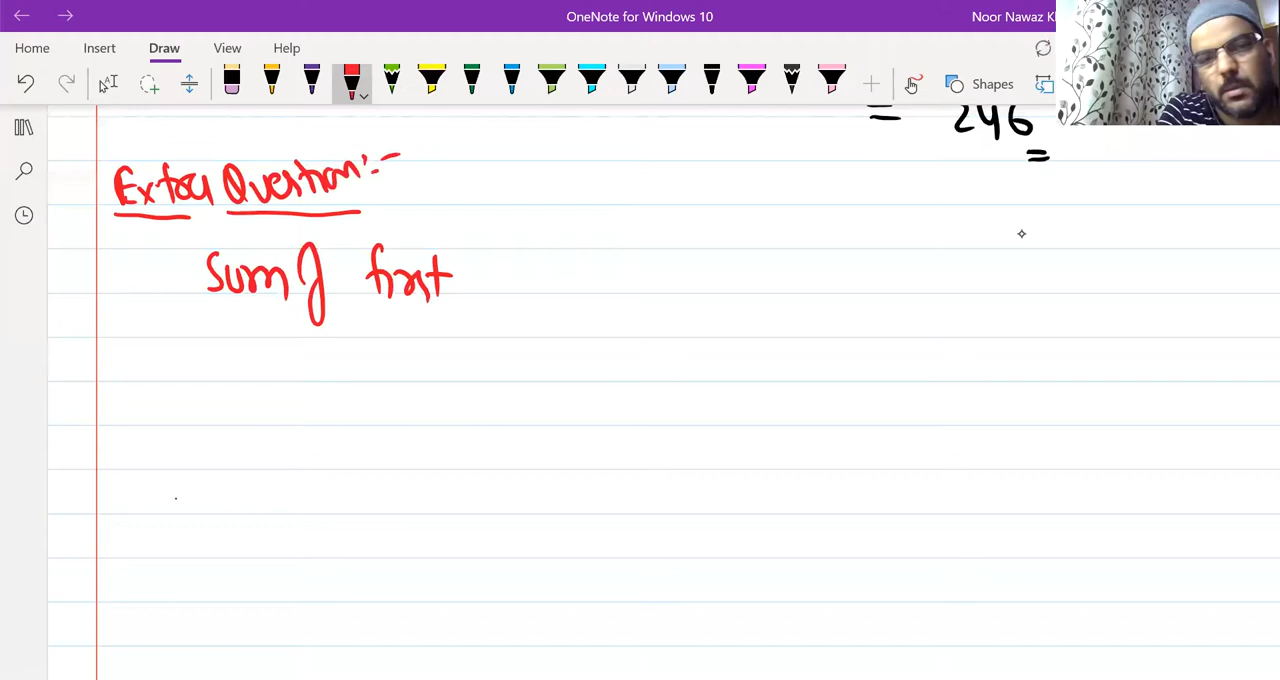 OneNote for Windows 10
Noor Nawaz
Home Insert Draw View Help
Shapes
= 246
=
Extra Question:-
Sum of first